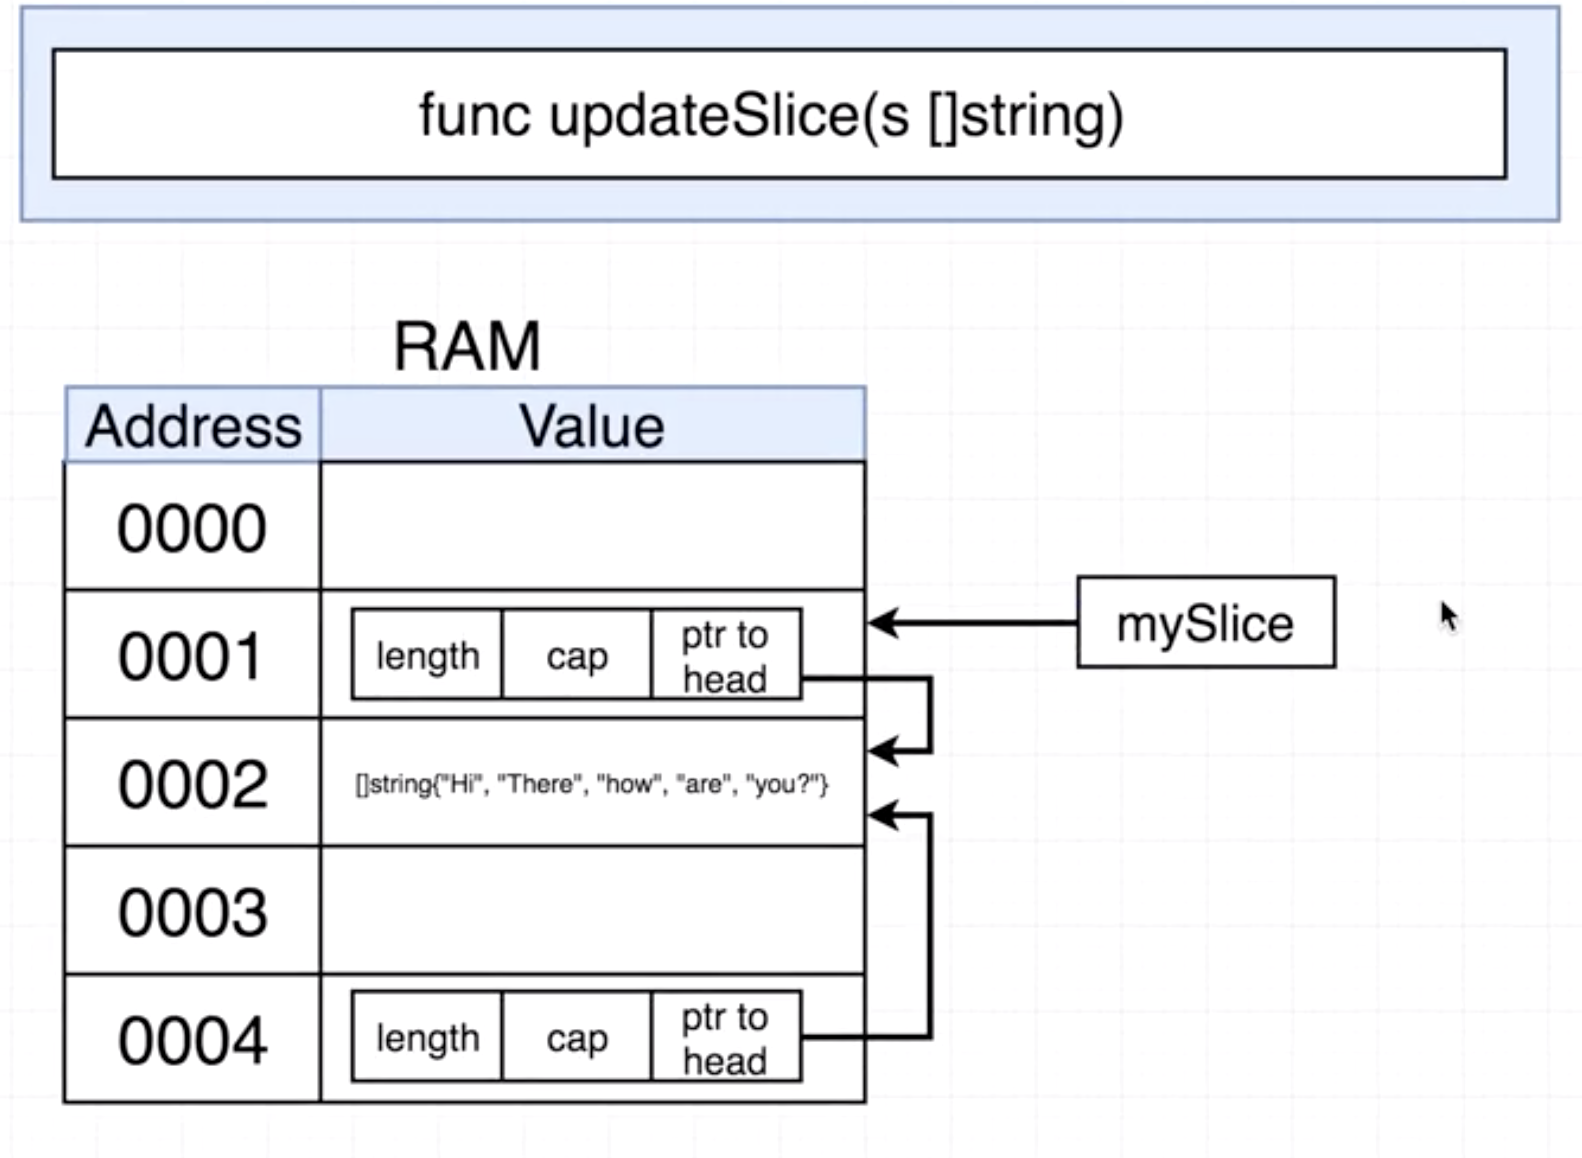 func updateSlice(s []string)
RAM
Address Value
0000
0001 length cap ptr to head
mySlice
0002 []string{"Hi", "There", "how", "are", "you?"}
0003
0004 length cap ptr to head